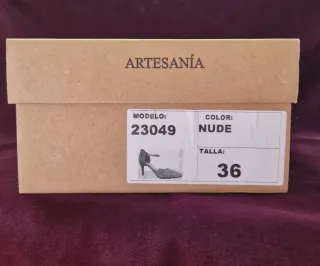 ARTESANÍA
MODELO: COLOR:
23049 NUDE
TALLA:
36